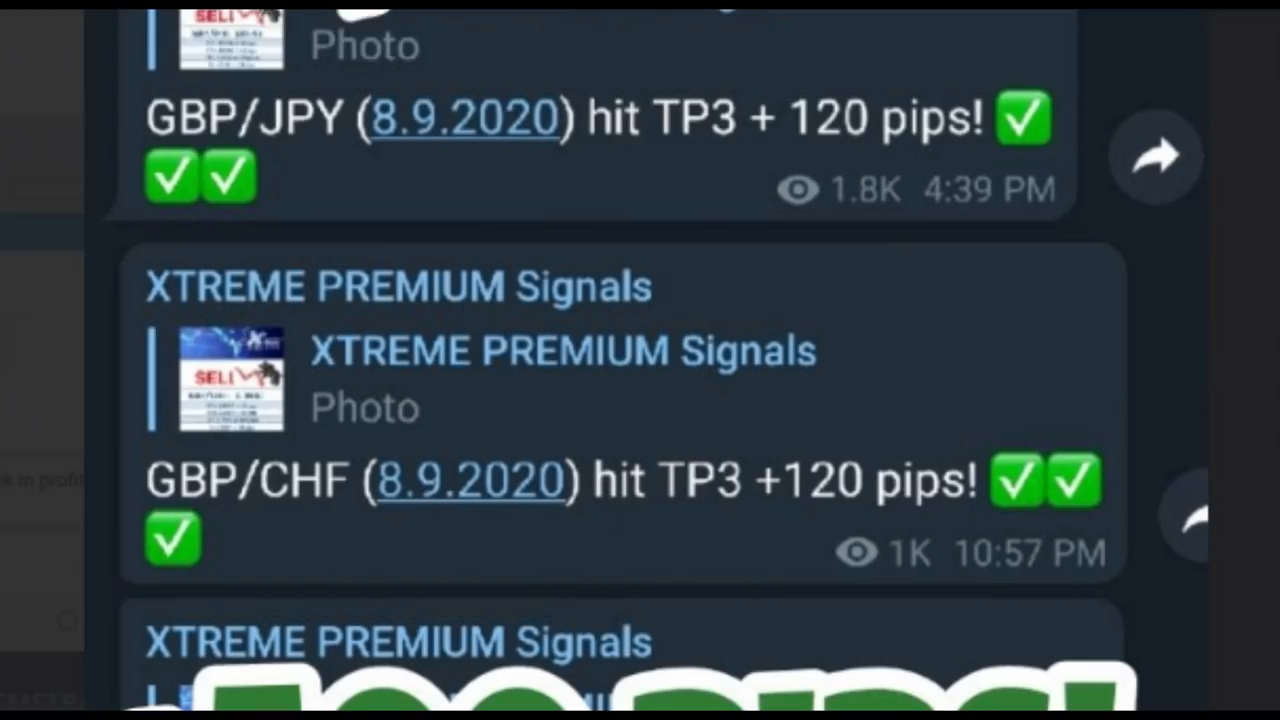 SELL
Photo
GBP/JPY (8.9.2020) hit TP3 + 120 pips! ✅
✅✅
1.8K 4:39 PM
XTREME PREMIUM Signals
XTREME PREMIUM Signals
SELL
Photo
GBP/CHF (8.9.2020) hit TP3 +120 pips! ✅✅
✅
1K 10:57 PM
XTREME PREMIUM Signals